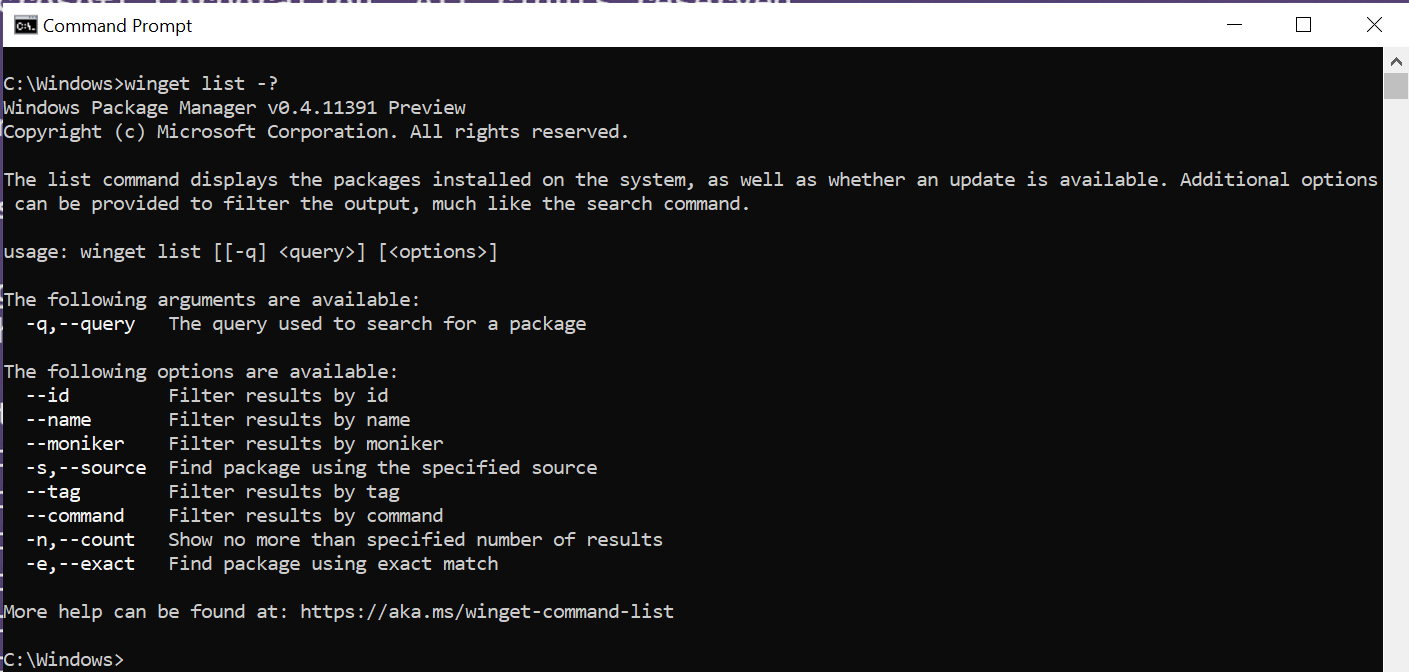 Command Prompt
C:\Windows>winget list -?
Windows Package Manager v0.4.11391 Preview
Copyright (c) Microsoft Corporation. All rights reserved.
The list command displays the packages installed on the system, as well as whether an update is available. Additional options
can be provided to filter the output, much like the search command.
usage: winget list [[-q] <query>] [<options>]
The following arguments are available:
-q,--query The query used to search for a package
The following options are available:
--id Filter results by id
--name Filter results by name
--moniker Filter results by moniker
-s,--source Find package using the specified source
--tag Filter results by tag
--command Filter results by command
-n,--count Show no more than specified number of results
-e,--exact Find package using exact match
More help can be found at: https://aka.ms/winget-command-list
C:\Windows>